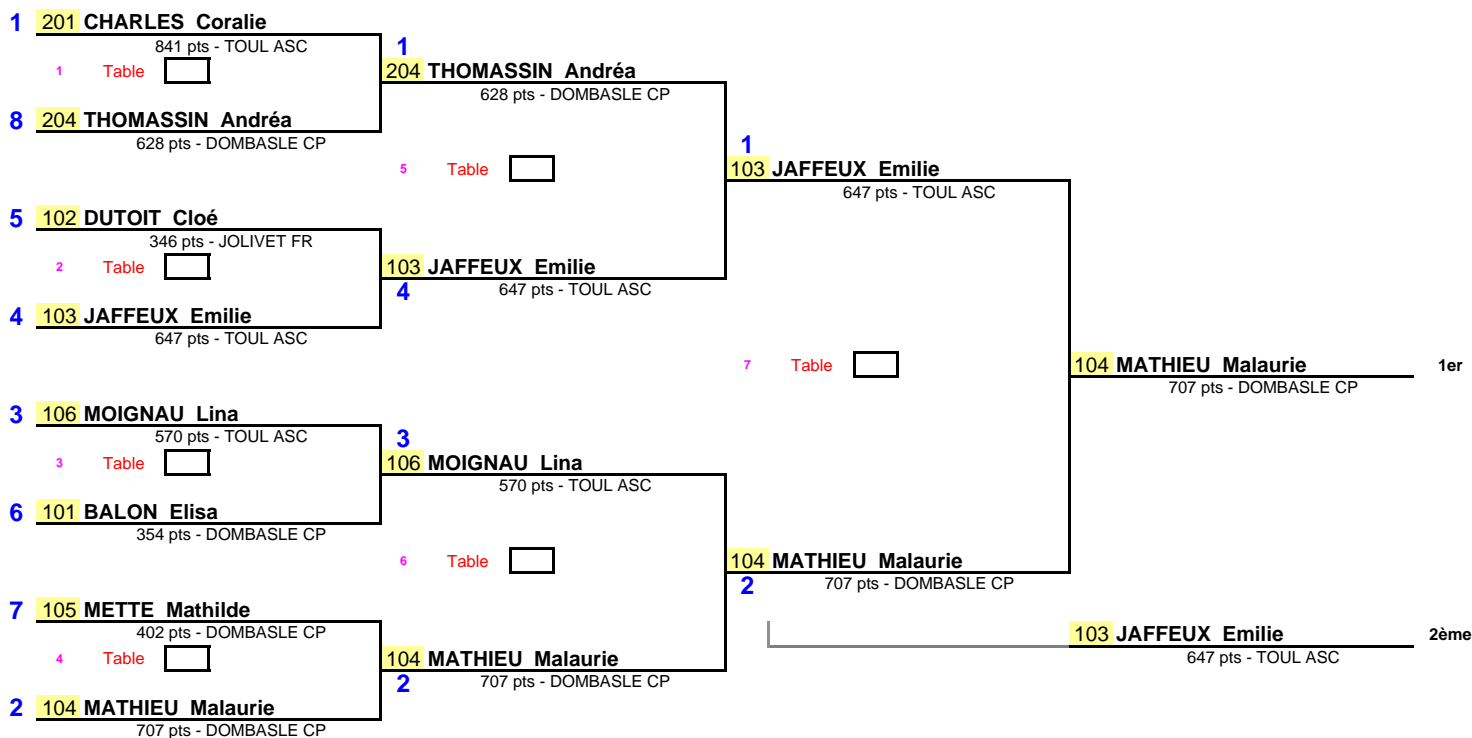 1 201 CHARLES Coralie
841 pts - TOUL ASC
1 Table
8 204 THOMASSIN Andréa
628 pts - DOMBASLE CP
5 102 DUTOIT Cloé
346 pts - JOLIVET FR
2 Table
4 103 JAFFEUX Emilie
647 pts - TOUL ASC
3 106 MOIGNAU Lina
570 pts - TOUL ASC
3 Table
6 101 BALON Elisa
354 pts - DOMBASLE CP
7 105 METTE Mathilde
402 pts - DOMBASLE CP
4 Table
2 104 MATHIEU Malaurie
707 pts - DOMBASLE CP
1
204 THOMASSIN Andréa
628 pts - DOMBASLE CP
5 Table
103 JAFFEUX Emilie
647 pts - TOUL ASC
4
3
106 MOIGNAU Lina
570 pts - TOUL ASC
6 Table
104 MATHIEU Malaurie
707 pts - DOMBASLE CP
2
1
103 JAFFEUX Emilie
647 pts - TOUL ASC
7 Table
104 MATHIEU Malaurie
707 pts - DOMBASLE CP
2
104 MATHIEU Malaurie 1er
707 pts - DOMBASLE CP
103 JAFFEUX Emilie 2ème
647 pts - TOUL ASC